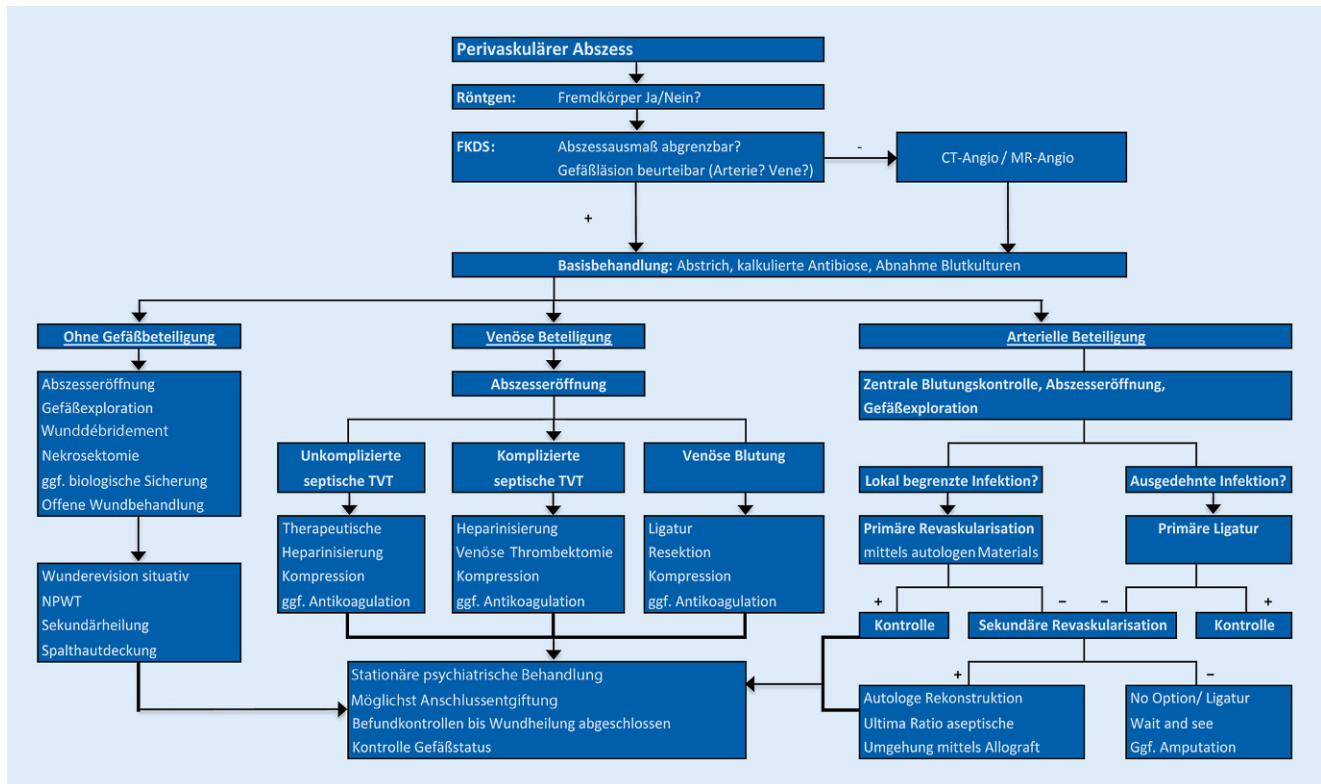 Perivaskulärer Abszess
Röntgen: Fremdkörper Ja/Nein?
FKDS: Abszessausmaß abgrenzbar?
Gefäßläsion beurteibar (Arterie? Vene?)
-
CT-Angio / MR-Angio
+
Basisbehandlung: Abstrich, kalkulierte Antibiose, Abnahme Blutkulturen
Ohne Gefäßbeteiligung
Abszesseröffnung
Gefäßexploration
Wunddébridement
Nekrosektomie
ggf. biologische Sicherung
Offene Wundbehandlung
Wunderevision situativ
NPWT
Sekundärheilung
Spalthautdeckung
Venöse Beteiligung
Abszesseröffnung
Unkomplizierte
septische TVT
Therapeutische
Heparinisierung
Kompression
ggf. Antikoagulation
Komplizierte
septische TVT
Heparinisierung
Venöse Thrombektomie
Kompression
ggf. Antikoagulation
Venöse Blutung
Ligatur
Resektion
Kompression
ggf. Antikoagulation
Arterielle Beteiligung
Zentrale Blutungskontrolle, Abszesseröffnung,
Gefäßexploration
Lokal begrenzte Infektion?
Primäre Revaskularisation
mittels autologen Materials
Ausgedehnte Infektion?
Primäre Ligatur
+
–
–
+
Kontrolle
Sekundäre Revaskularisation
Kontrolle
+
–
Autologe Rekonstruktion
Ultima Ratio aseptische
Umgehung mittels Allograft
No Option/ Ligatur
Wait and see
Ggf. Amputation
Stationäre psychiatrische Behandlung
Möglichst Anschlussentgiftung
Befundkontrollen bis Wundheilung abgeschlossen
Kontrolle Gefäßstatus